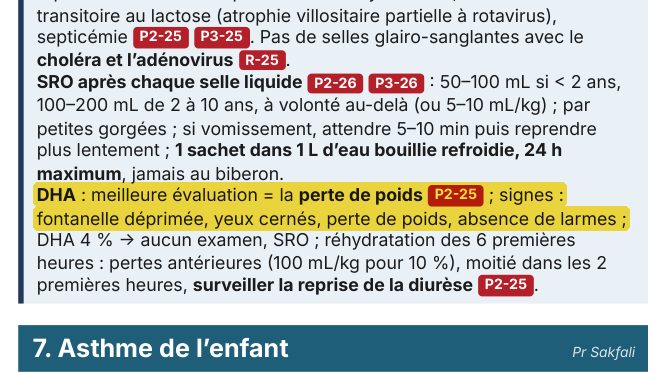 transitoire au lactose (atrophie villositaire partielle à rotavirus),
septicémie P2-25 P3-25. Pas de selles glairo-sanglantes avec le
choléra et l’adénovirus R-25.
SRO après chaque selle liquide P2-26 P3-26 : 50–100 mL si < 2 ans,
100–200 mL de 2 à 10 ans, à volonté au-delà (ou 5–10 mL/kg) ; par
petites gorgées ; si vomissement, attendre 5–10 min puis reprendre
plus lentement ; 1 sachet dans 1 L d’eau bouillie refroidie, 24 h
maximum, jamais au biberon.
DHA : meilleure évaluation = la perte de poids P2-25 ; signes :
fontanelle déprimée, yeux cernés, perte de poids, absence de larmes ;
DHA 4 % → aucun examen, SRO ; réhydratation des 6 premières
heures : pertes antérieures (100 mL/kg pour 10 %), moitié dans les 2
premières heures, surveiller la reprise de la diurèse P2-25.
7. Asthme de l’enfant
Pr Sakfali